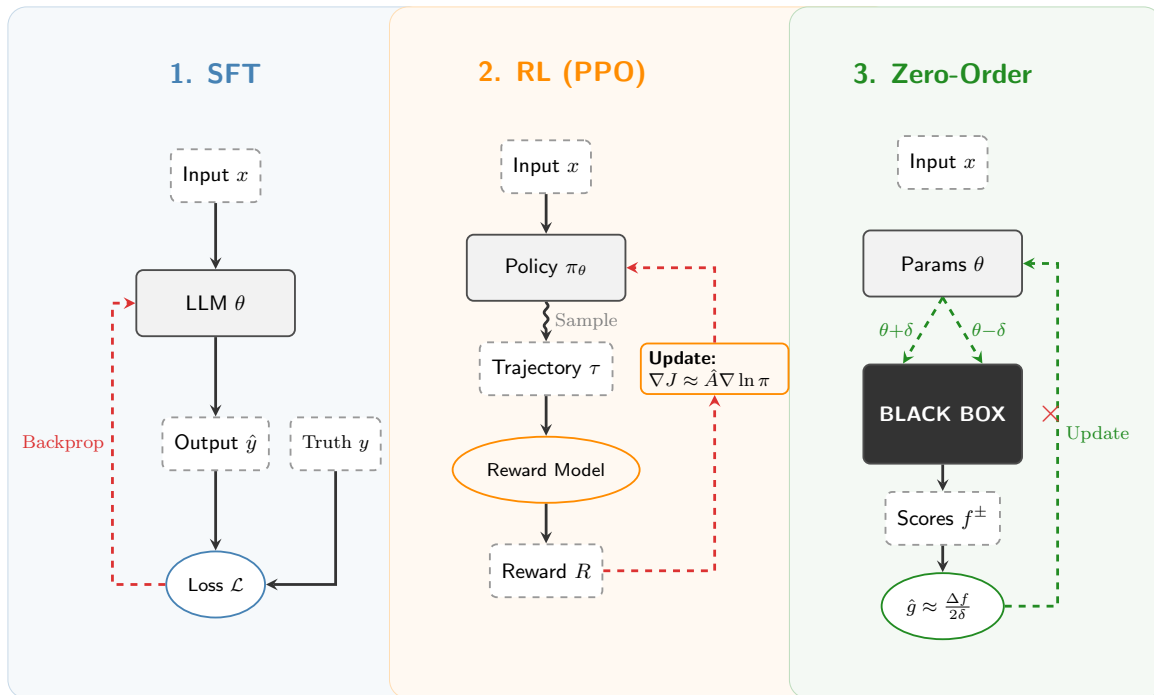 1. SFT
Input x
LLM θ
Backprop
Output ŷ
Truth y
Loss ℒ
2. RL (PPO)
Input x
Policy π_θ
Sample
Trajectory τ
Update:
∇J ≈ Â∇ ln π
Reward Model
Reward R
3. Zero-Order
Input x
Params θ
θ+δ
θ−δ
BLACK BOX
Update
Scores f^±
ĝ ≈ Δf/2δ